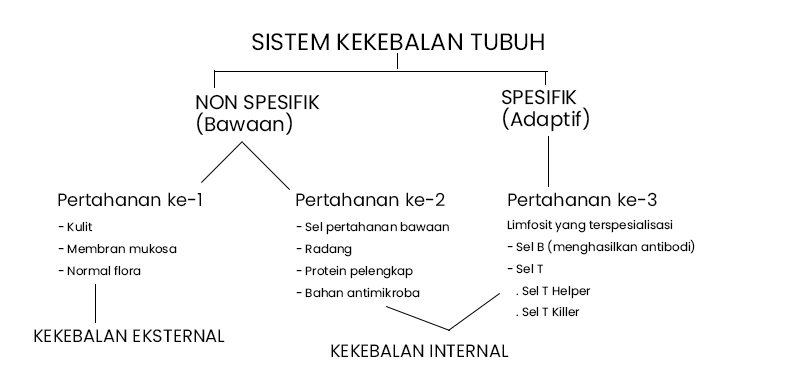 SISTEM KEKEBALAN TUBUH
NON SPESIFIK
(Bawaan)
SPESIFIK
(Adaptif)
Pertahanan ke-1
- Kulit
- Membran mukosa
- Normal flora
KEKEBALAN EKSTERNAL
Pertahanan ke-2
- Sel pertahanan bawaan
- Radang
- Protein pelengkap
- Bahan antimikroba
Pertahanan ke-3
Limfosit yang terspesialisasi
- Sel B (menghasilkan antibodi)
- Sel T
. Sel T Helper
. Sel T Killer
KEKEBALAN INTERNAL